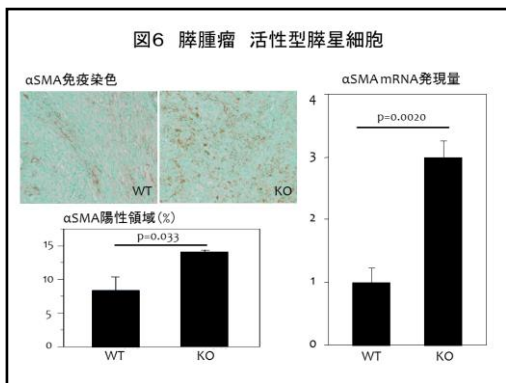 図6 膵腫瘤 活性型膵星細胞
αSMA免疫染色
WT
KO
αSMA陽性領域(%)
p=0.033
15
10
5
0
WT
KO
αSMA mRNA発現量
p=0.0020
4
3
2
1
0
WT
KO